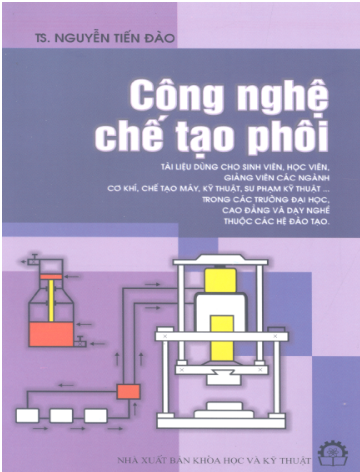 TS. NGUYỄN TIẾN ĐÀO
Công nghệ
chế tạo phôi
TÀI LIỆU DÙNG CHO SINH VIÊN, HỌC VIÊN,
GIẢNG VIÊN CÁC NGÀNH
CƠ KHÍ, CHẾ TẠO MÁY, KỸ THUẬT, SƯ PHẠM KỸ THUẬT ...
TRONG CÁC TRƯỜNG ĐẠI HỌC,
CAO ĐẲNG VÀ DẠY NGHỀ
THUỘC CÁC HỆ ĐÀO TẠO.
NHÀ XUẤT BẢN KHOA HỌC VÀ KỸ THUẬT